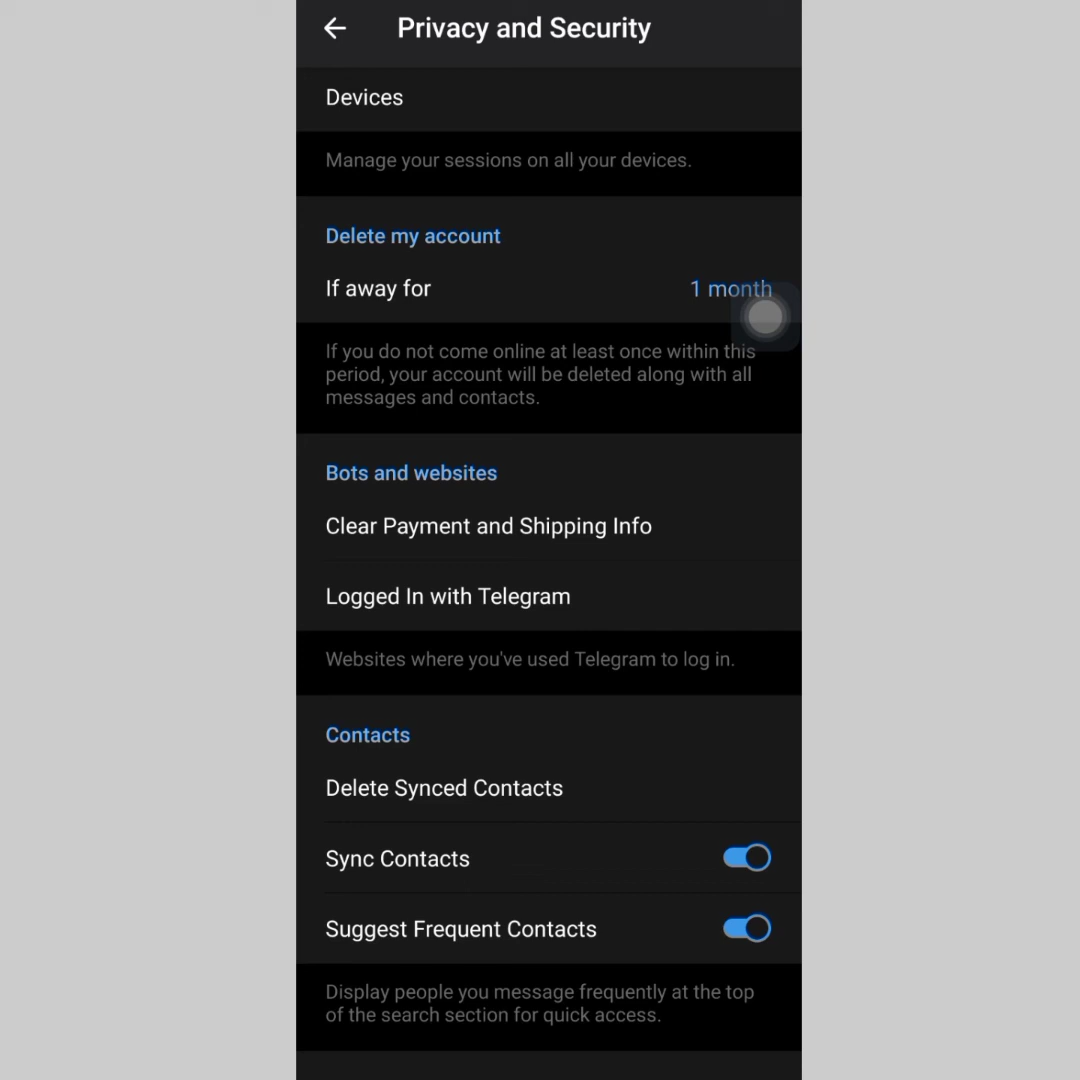 Privacy and Security
Devices
Manage your sessions on all your devices.
Delete my account
If away for 1 month
If you do not come online at least once within this
period, your account will be deleted along with all
messages and contacts.
Bots and websites
Clear Payment and Shipping Info
Logged In with Telegram
Websites where you've used Telegram to log in.
Contacts
Delete Synced Contacts
Sync Contacts
Suggest Frequent Contacts
Display people you message frequently at the top
of the search section for quick access.